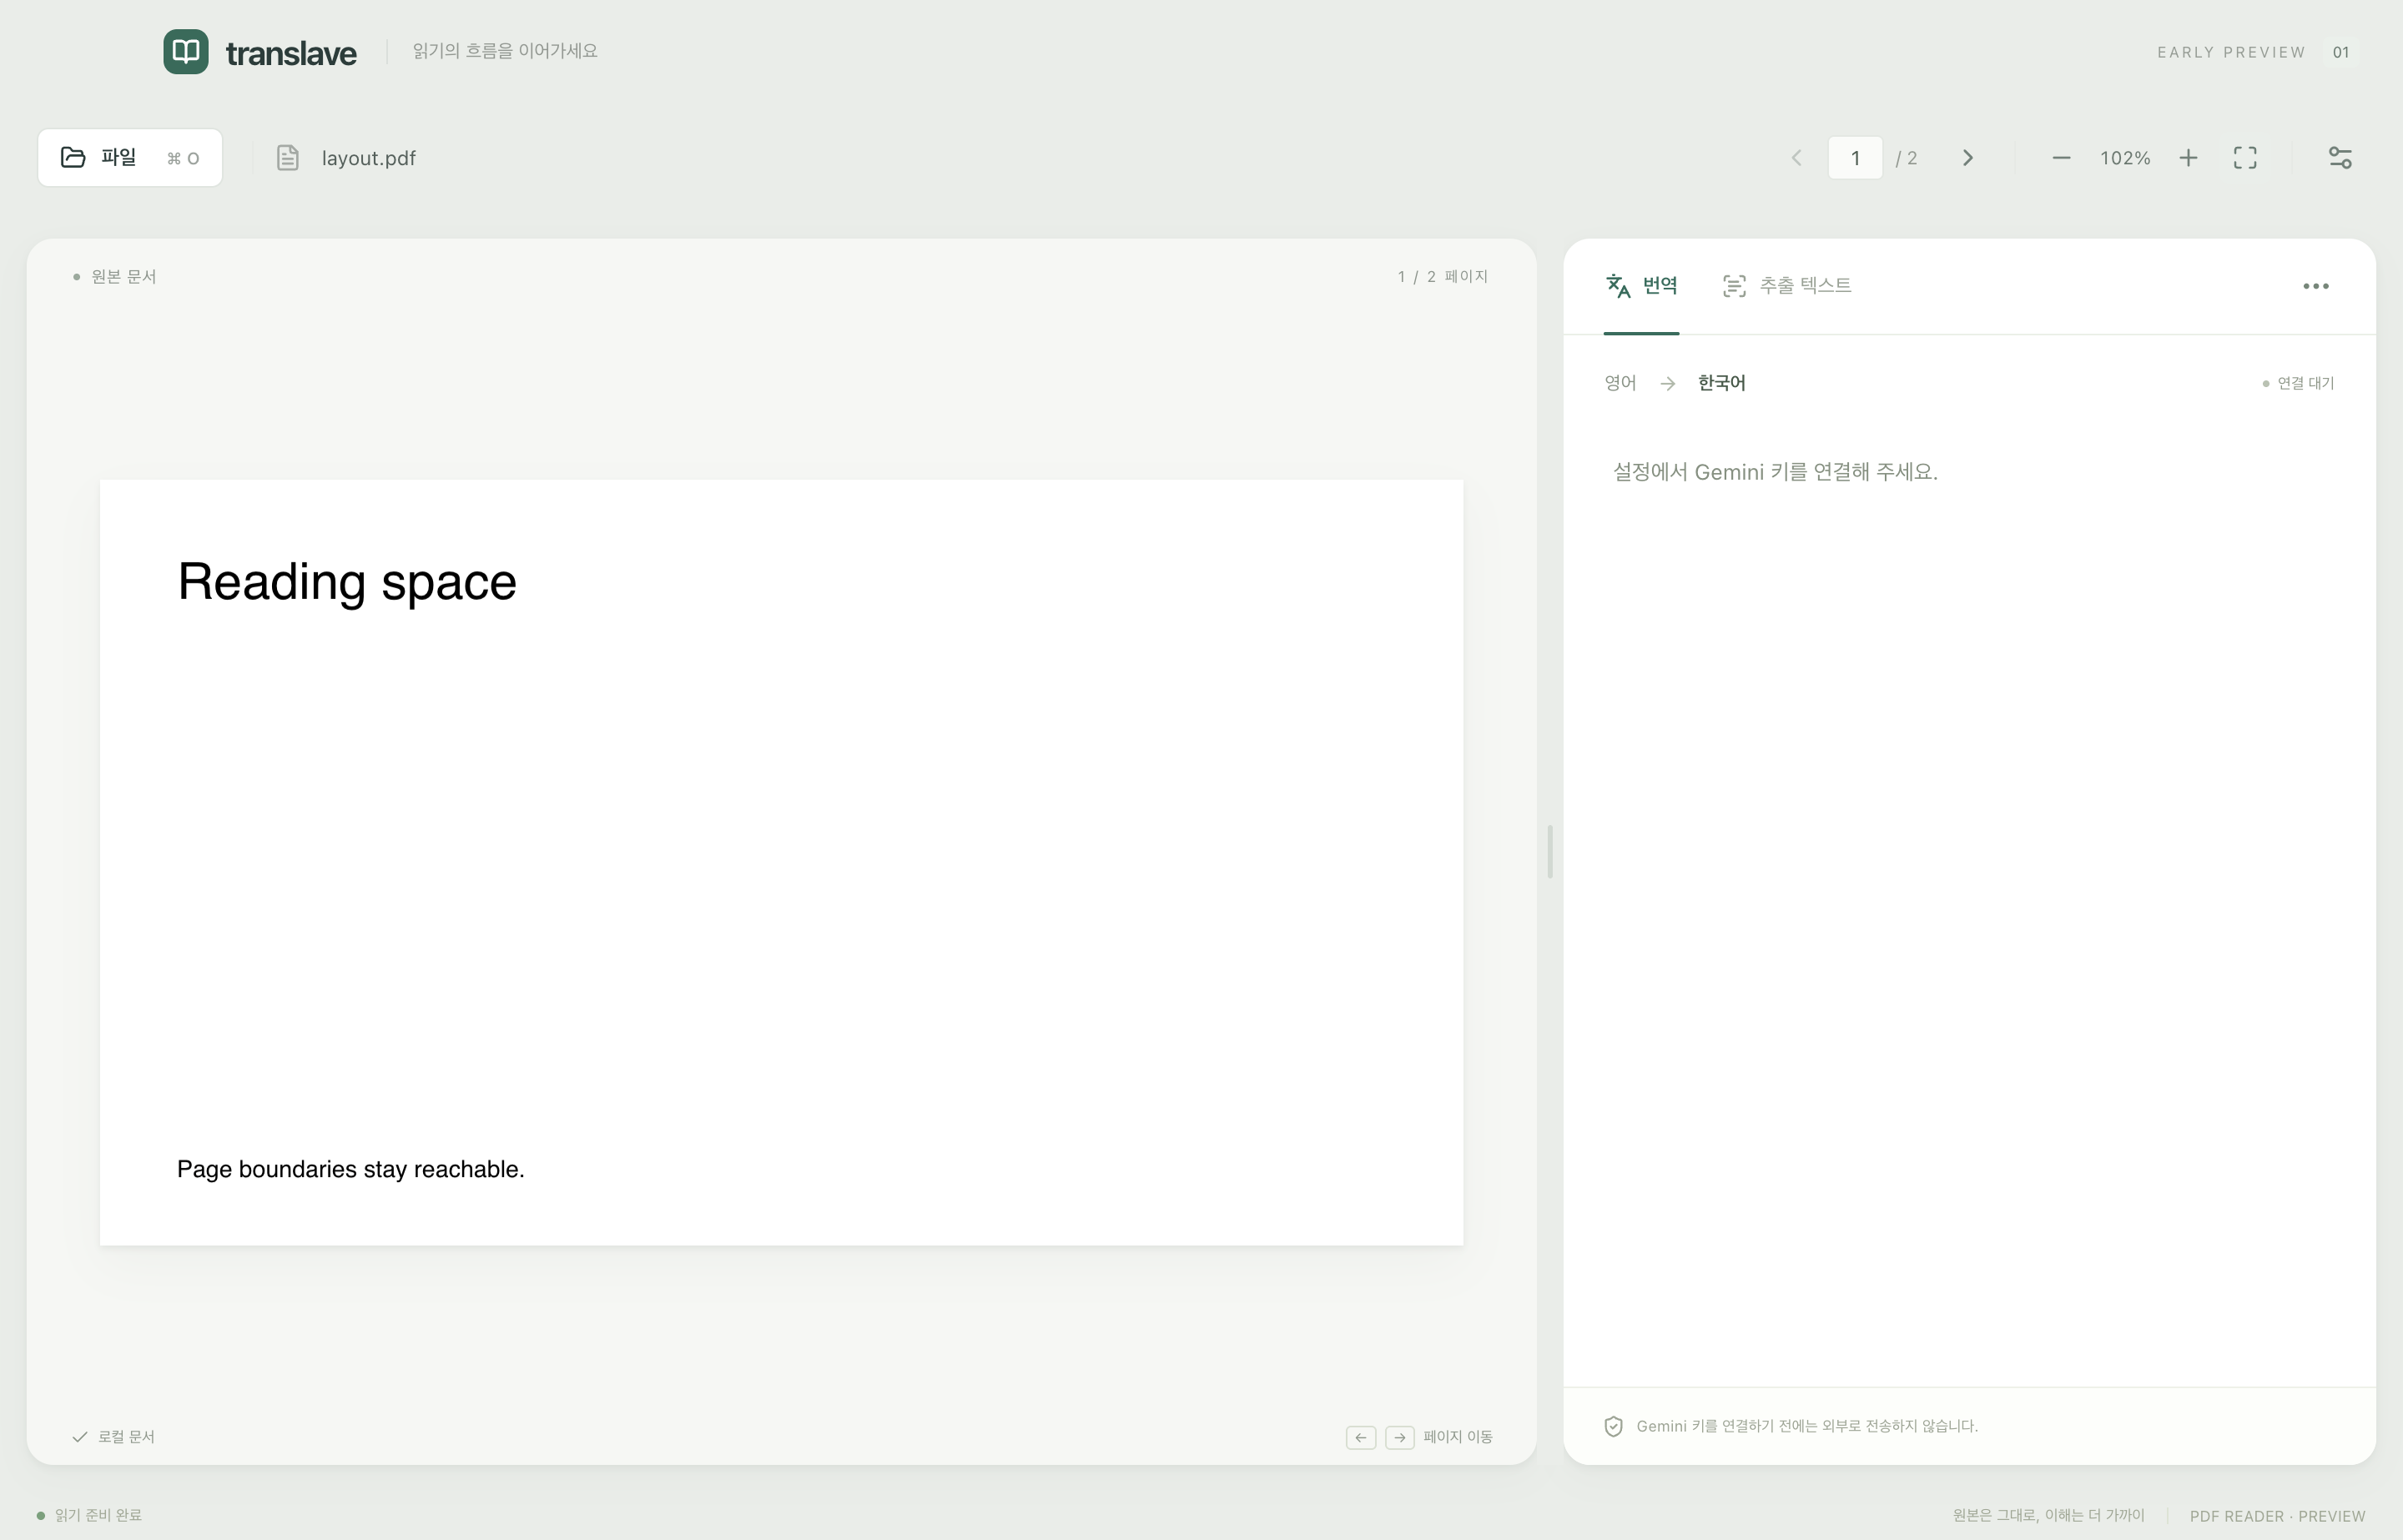 translave 읽기의 흐름을 이어가세요 EARLY PREVIEW 01
파일 ⌘ O layout.pdf 1 / 2 102%
원본 문서 1 / 2 페이지
Reading space
Page boundaries stay reachable.
로컬 문서 ← → 페이지 이동
번역 추출 텍스트
영어 → 한국어 연결 대기
설정에서 Gemini 키를 연결해 주세요.
Gemini 키를 연결하기 전에는 외부로 전송하지 않습니다.
읽기 준비 완료 원본은 그대로, 이해는 더 가까이 PDF READER · PREVIEW